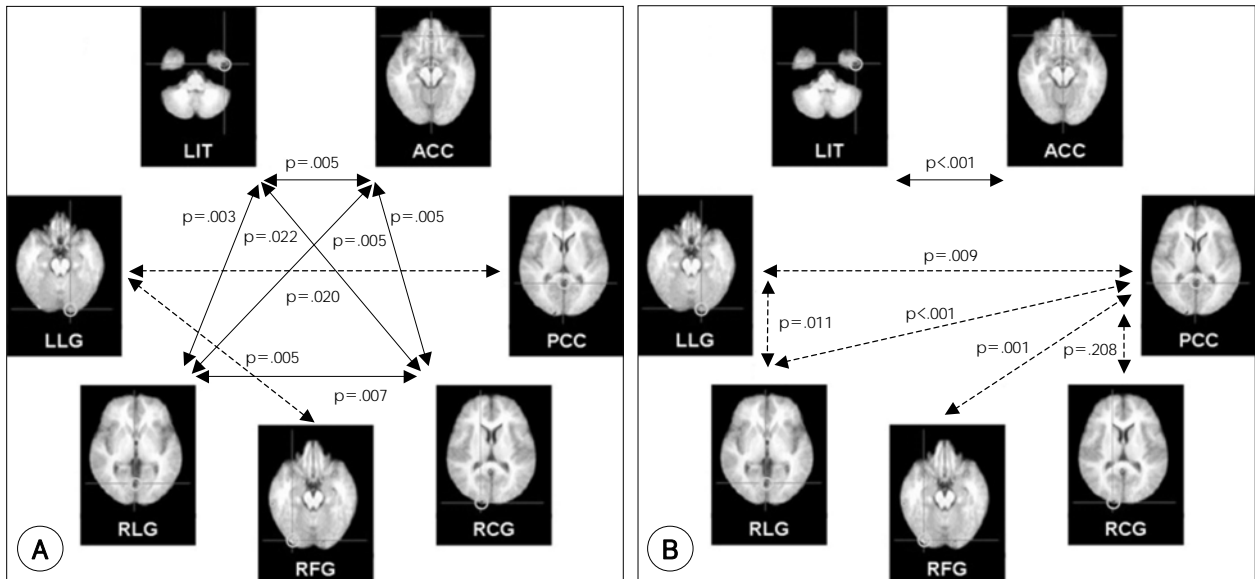 LIT
ACC
p=.005
p=.003
p=.022
p=.005
p=.005
LLG
p=.020
PCC
p=.005
p=.007
RLG
RFG
RCG
A
LIT
ACC
p<.001
p=.009
LLG
p=.011
p<.001
PCC
p=.001
p=.208
RLG
RFG
RCG
B